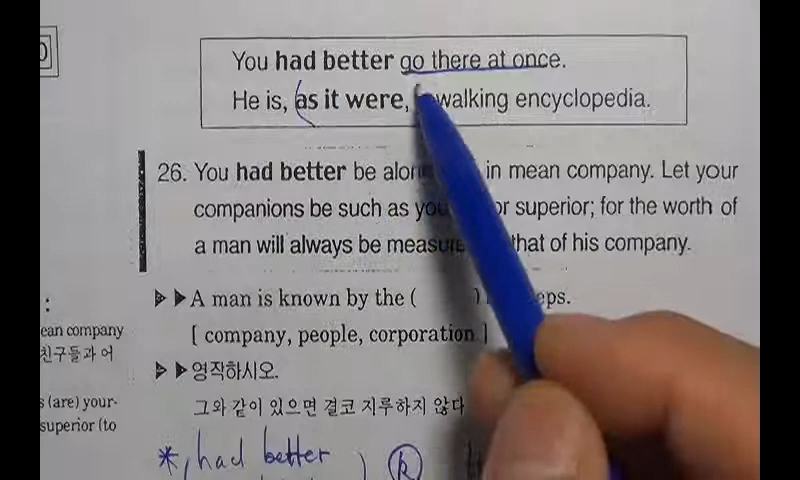 You had better go there at once.
He is, as it were, walking encyclopedia.
26. You had better be in mean company. Let your
companions be such as or superior; for the worth of
a man will always be that of his company.
:
▷▶A man is known by the ( )
[ company, people, corporation ]
▷▶영작하시오.
그와 같이 있으면 결코 지루하지 않다
ean company
친구들과 어
s (are) your-
superior (to
*, had better